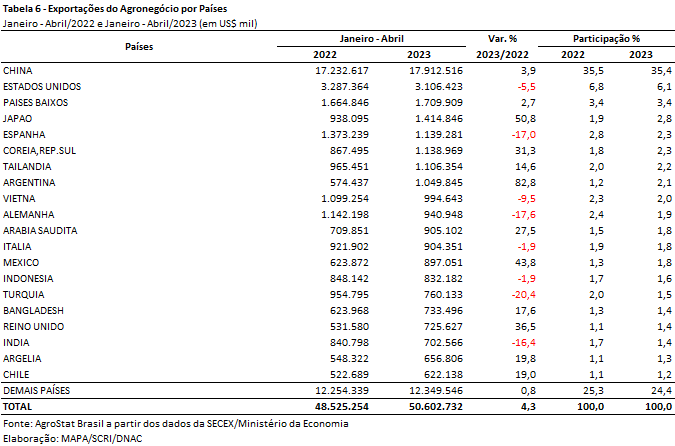 Tabela 6 - Exportações do Agronegócio por Países
Janeiro - Abril/2022 e Janeiro - Abril/2023 (em US$ mil)
Países Janeiro - Abril Var. % Participação %
2022 2023 2023/2022 2022 2023
CHINA 17.232.617 17.912.516 3,9 35,5 35,4
ESTADOS UNIDOS 3.287.364 3.106.423 -5,5 6,8 6,1
PAISES BAIXOS 1.664.846 1.709.909 2,7 3,4 3,4
JAPAO 938.095 1.414.846 50,8 1,9 2,8
ESPANHA 1.373.239 1.139.281 -17,0 2,8 2,3
COREIA,REP.SUL 867.495 1.138.969 31,3 1,8 2,3
TAILANDIA 965.451 1.106.354 14,6 2,0 2,2
ARGENTINA 574.437 1.049.845 82,8 1,2 2,1
VIETNA 1.099.254 994.643 -9,5 2,3 2,0
ALEMANHA 1.142.198 940.948 -17,6 2,4 1,9
ARABIA SAUDITA 709.851 905.102 27,5 1,5 1,8
ITALIA 921.902 904.351 -1,9 1,9 1,8
MEXICO 623.872 897.051 43,8 1,3 1,8
INDONESIA 848.142 832.182 -1,9 1,7 1,6
TURQUIA 954.795 760.133 -20,4 2,0 1,5
BANGLADESH 623.968 733.496 17,6 1,3 1,4
REINO UNIDO 531.580 725.627 36,5 1,1 1,4
INDIA 840.798 702.566 -16,4 1,7 1,4
ARGELIA 548.322 656.806 19,8 1,1 1,3
CHILE 522.689 622.138 19,0 1,1 1,2
DEMAIS PAÍSES 12.254.339 12.349.546 0,8 25,3 24,4
TOTAL 48.525.254 50.602.732 4,3 100,0 100,0
Fonte: AgroStat Brasil a partir dos dados da SECEX/Ministério da Economia
Elaboração: MAPA/SCRI/DNAC